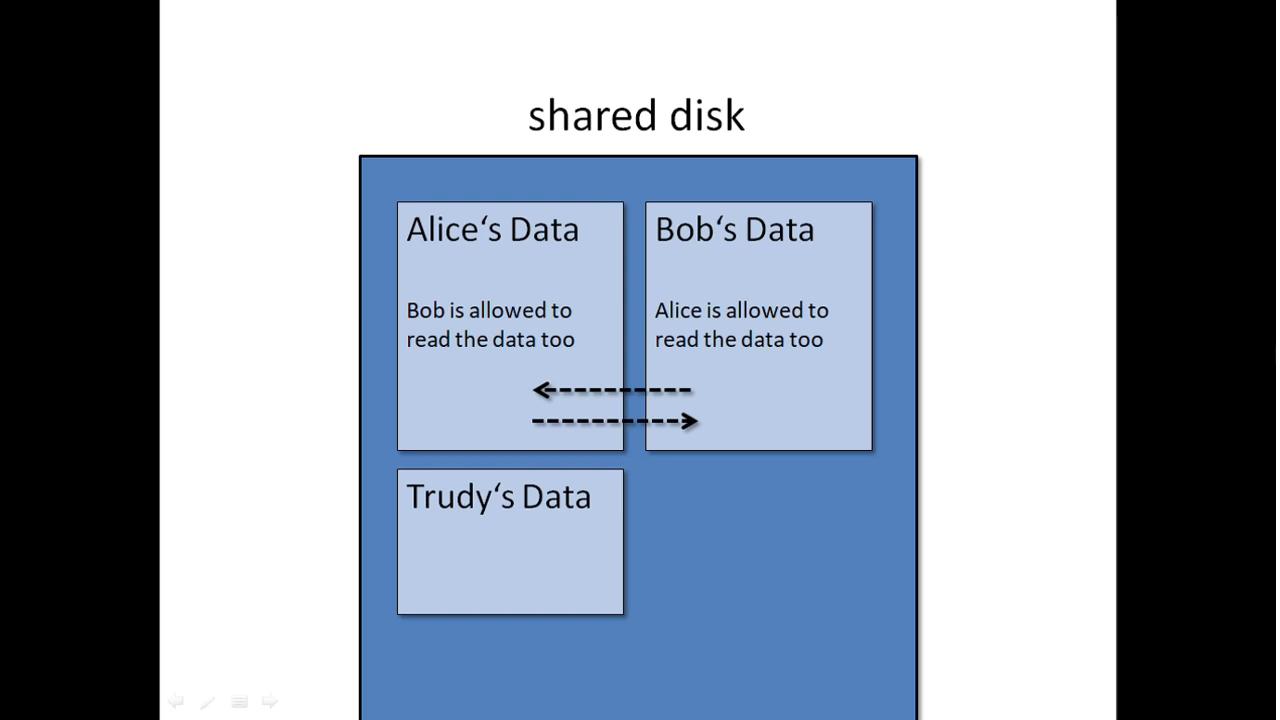 shared disk
Alice‘s Data
Bob is allowed to
read the data too
Bob‘s Data
Alice is allowed to
read the data too
Trudy‘s Data